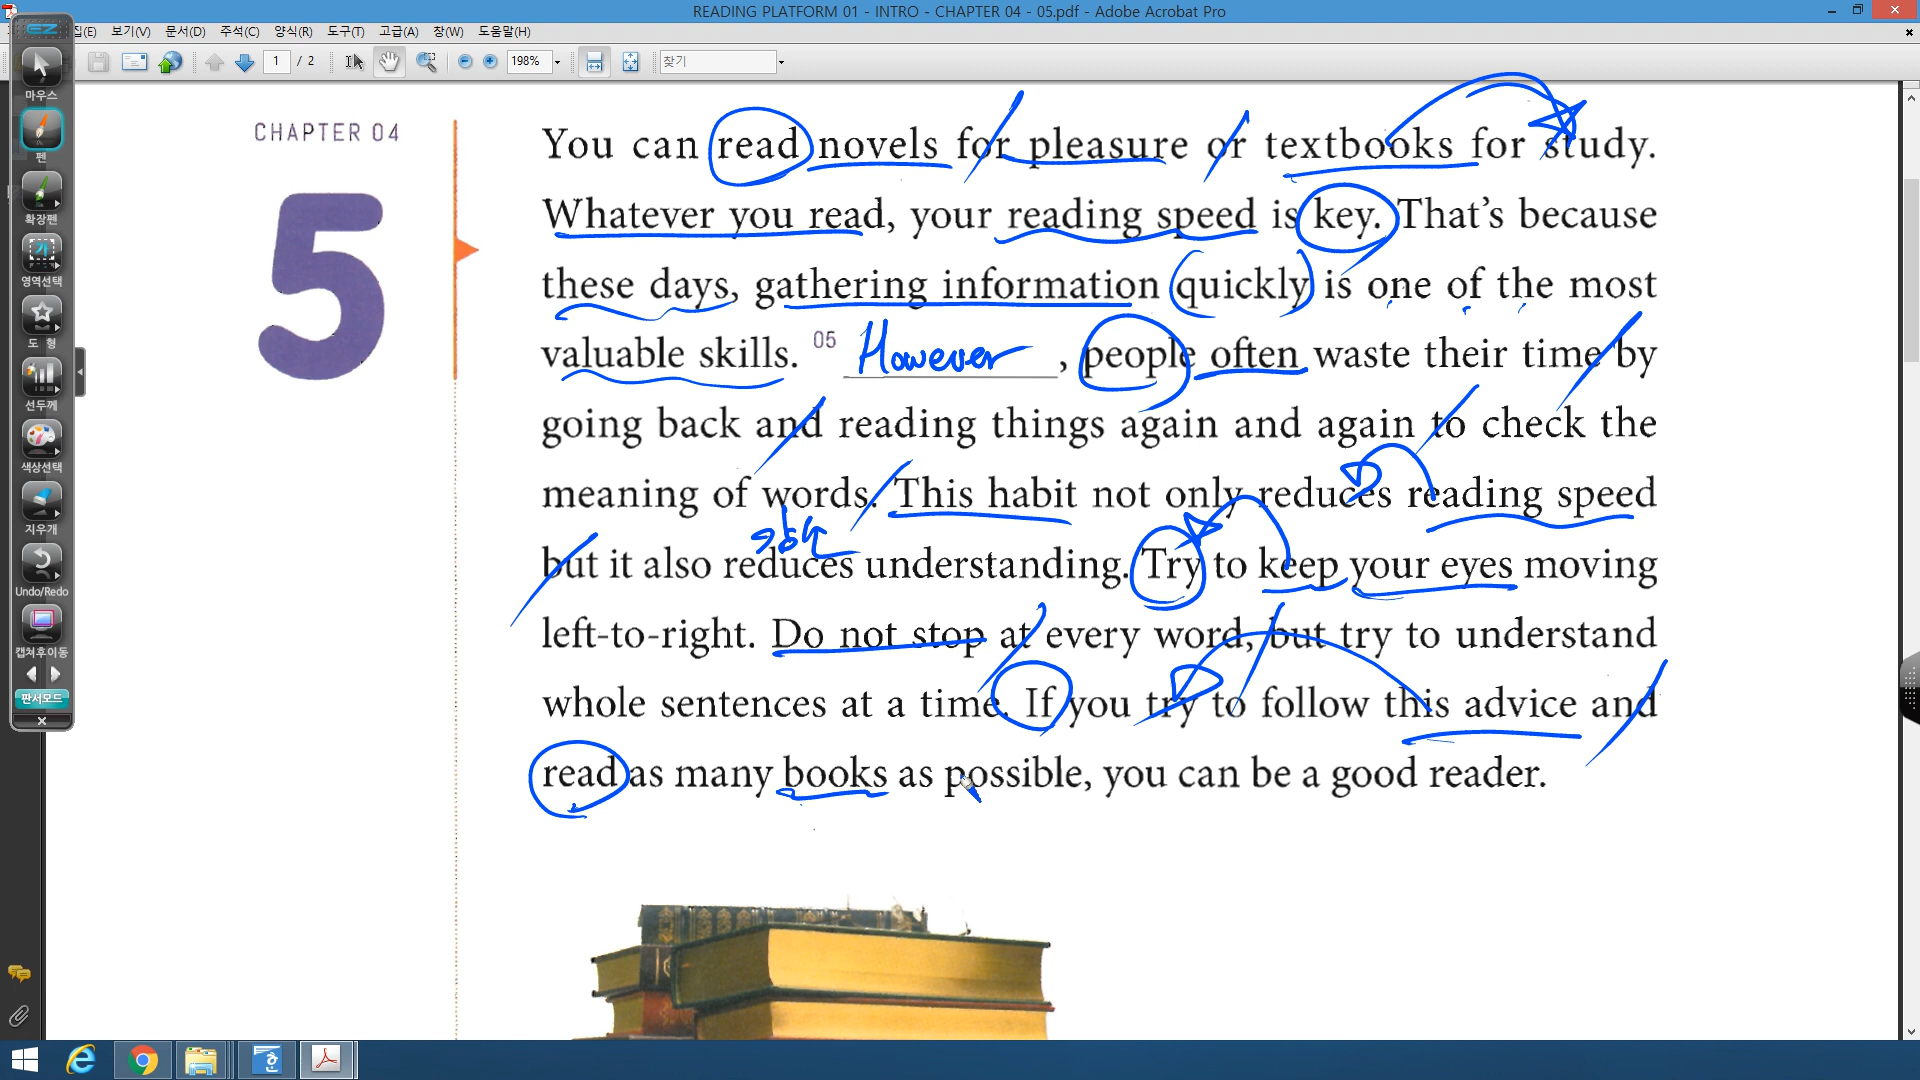 READING PLATFORM 01 - INTRO - CHAPTER 04 - 05.pdf - Adobe Acrobat Pro
보기(V) 문서(D) 주석(C) 양식(R) 도구(T) 고급(A) 창(W) 도움말(H)
1 / 2 198% 찾기
EZ
마우스
펜
확장펜
영역선택
도 형
선두께
색상선택
지우개
Undo/Redo
캡쳐후이동
판서모드
CHAPTER 04
5
You can read novels for pleasure or textbooks for study.
Whatever you read, your reading speed is key. That's because
these days, gathering information quickly is one of the most
valuable skills. 05 However, people often waste their time by
going back and reading things again and again to check the
meaning of words. This habit not only reduces reading speed
but it also reduces understanding. Try to keep your eyes moving
left-to-right. Do not stop at every word, but try to understand
whole sentences at a time. If you try to follow this advice and
read as many books as possible, you can be a good reader.